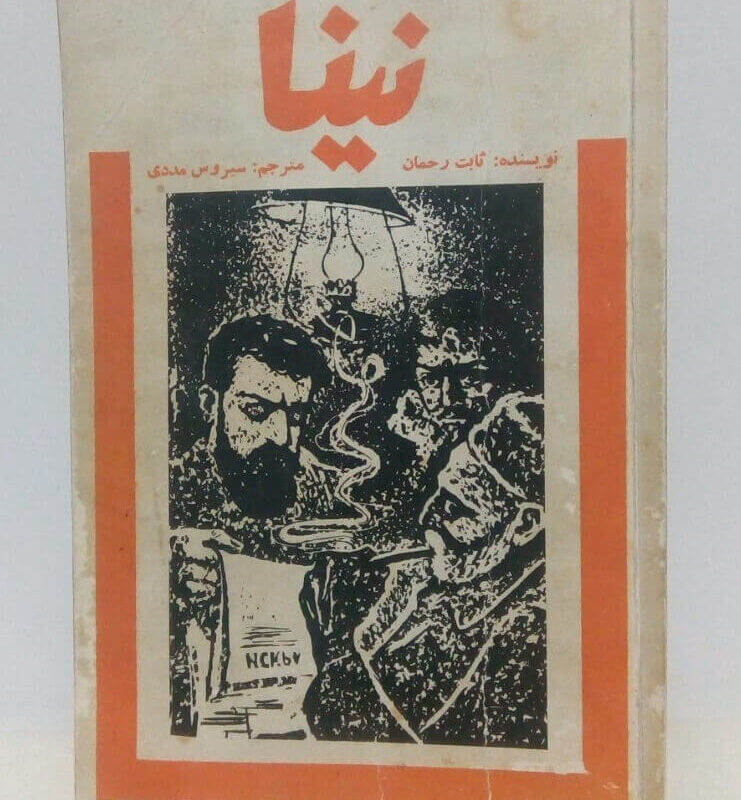 نینا
نویسنده: ثابت رحمان مترجم: سیروس مددی